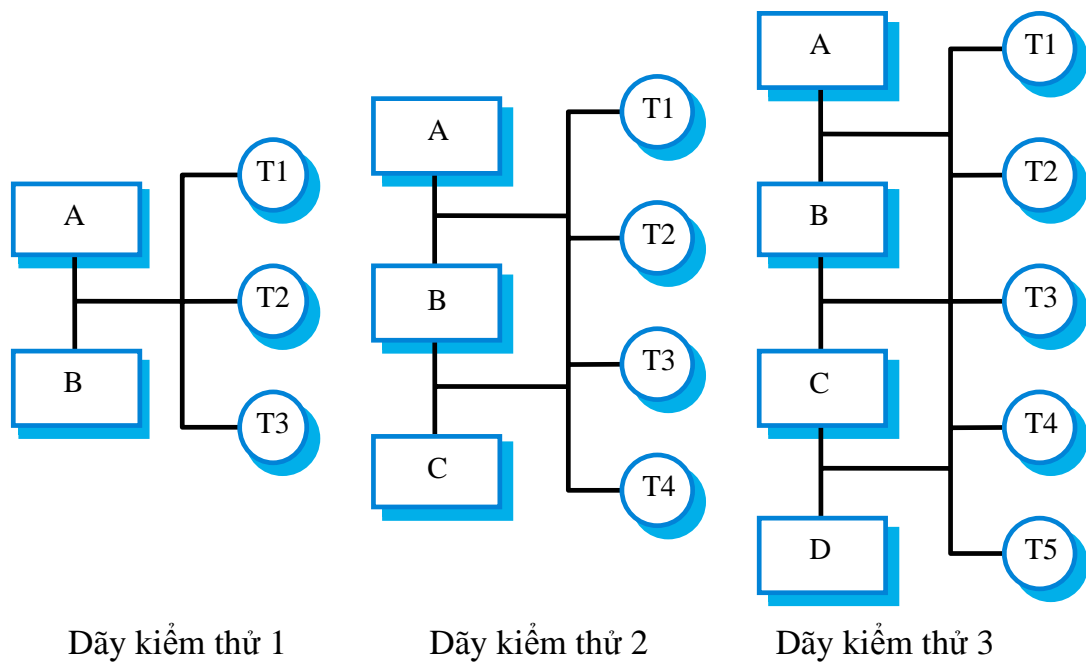 A
B
T1
T2
T3
Dãy kiểm thử 1
A
B
C
T1
T2
T3
T4
Dãy kiểm thử 2
A
B
C
D
T1
T2
T3
T4
T5
Dãy kiểm thử 3